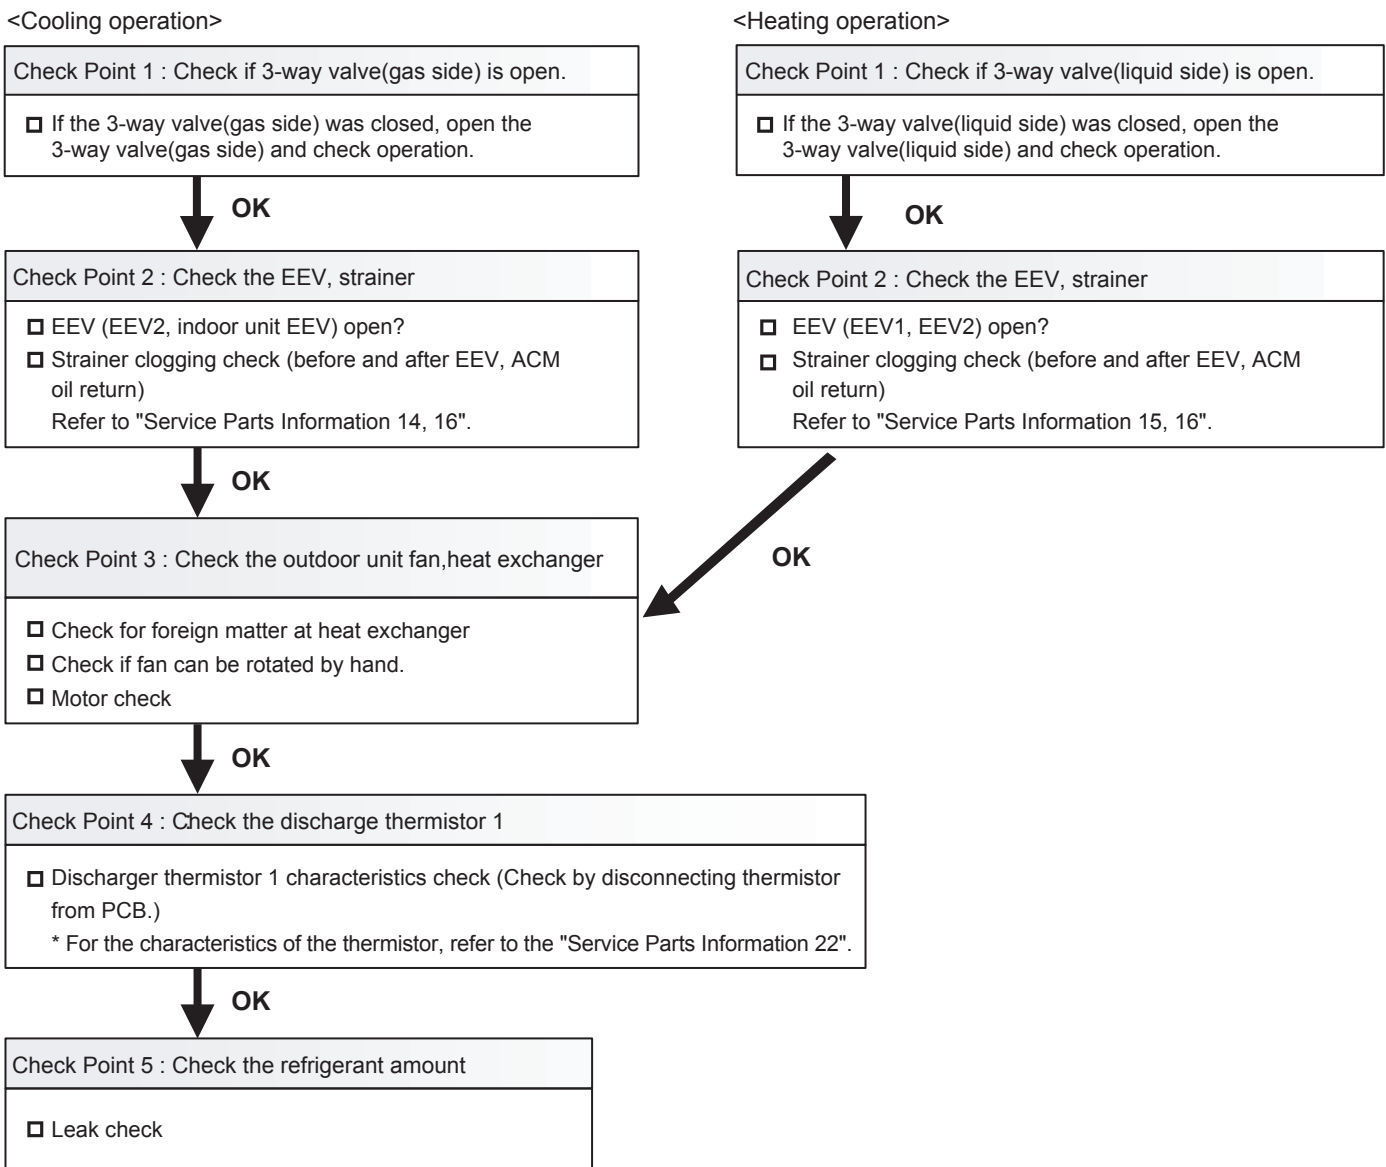 <Cooling operation>
Check Point 1 : Check if 3-way valve(gas side) is open.
If the 3-way valve(gas side) was closed, open the
3-way valve(gas side) and check operation.
OK
Check Point 2 : Check the EEV, strainer
EEV (EEV2, indoor unit EEV) open?
Strainer clogging check (before and after EEV, ACM
oil return)
Refer to "Service Parts Information 14, 16".
OK
<Heating operation>
Check Point 1 : Check if 3-way valve(liquid side) is open.
If the 3-way valve(liquid side) was closed, open the
3-way valve(liquid side) and check operation.
OK
Check Point 2 : Check the EEV, strainer
EEV (EEV1, EEV2) open?
Strainer clogging check (before and after EEV, ACM
oil return)
Refer to "Service Parts Information 15, 16".
OK
Check Point 3 : Check the outdoor unit fan,heat exchanger
Check for foreign matter at heat exchanger
Check if fan can be rotated by hand.
Motor check
OK
Check Point 4 : Check the discharge thermistor 1
Discharger thermistor 1 characteristics check (Check by disconnecting thermistor
from PCB.)
* For the characteristics of the thermistor, refer to the "Service Parts Information 22".
OK
Check Point 5 : Check the refrigerant amount
Leak check